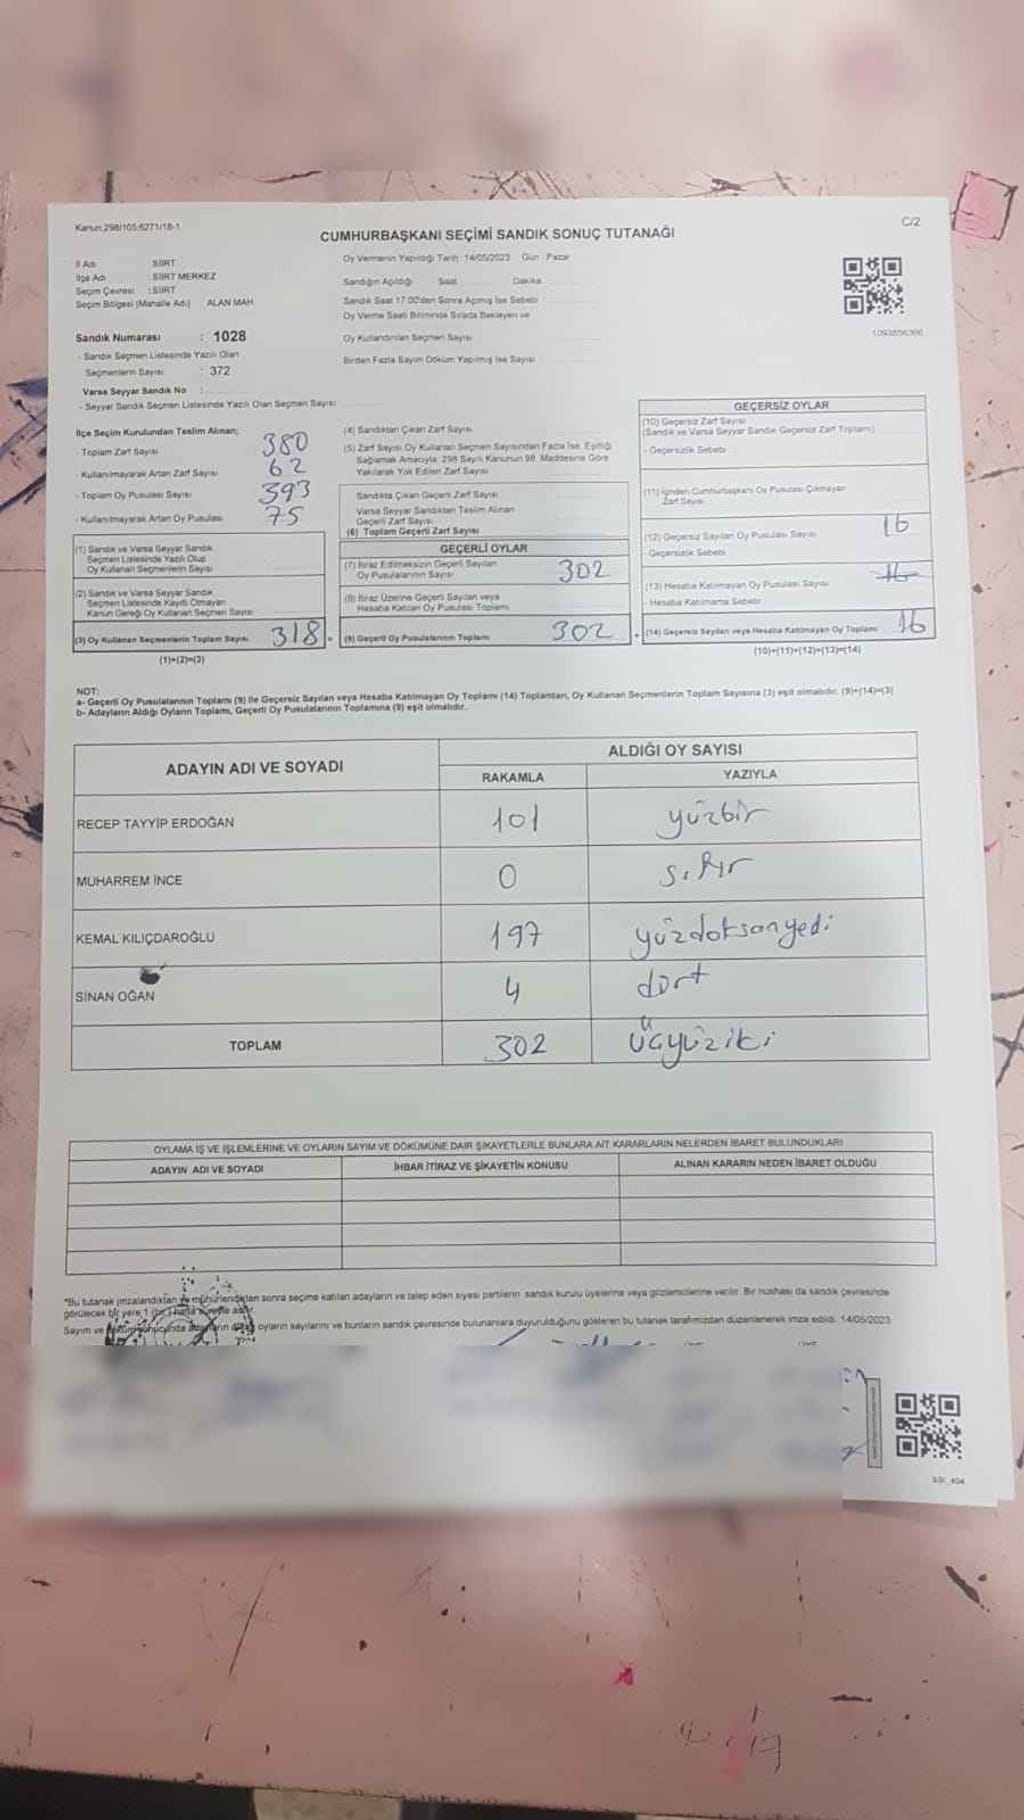 Kanun:298/105;6271/18-1
C/2
CUMHURBAŞKANI SEÇİMİ SANDIK SONUÇ TUTANAĞI
İl Adı : SİİRT
İlçe Adı : SİİRT MERKEZ
Seçim Çevresi : SİİRT
Seçim Bölgesi (Mahalle Adı) ALAN MAH.
Oy Vermenin Yapıldığı Tarih : 14/05/2023 Gün : Pazar
Sandığın Açıldığı Saat Dakika
Sandık Saat 17:00'den Sonra Açımış İse Sebebi
Oy Verme Saati Bitiminde Sırada Bekleyen ve
Oy Kullandırılan Seçmen Sayısı
Birden Fazla Sayım Döküm Yapılmış İse Sayısı
Sandık Numarası : 1028
- Sandık Seçmen Listesinde Yazılı Olan
Seçmenlerin Sayısı : 372
Varsa Seyyar Sandık No :
- Seyyar Sandık Seçmen Listesinde Yazılı Olan Seçmen Sayısı:
İlçe Seçim Kurulundan Teslim Alınan;
- Toplam Zarf Sayısı 380
- Kullanılmayarak Artan Zarf Sayısı 62
- Toplam Oy Pusulası Sayısı 393
- Kullanılmayarak Artan Oy Pusulası 75
(1) Sandık ve Varsa Seyyar Sandık
Seçmen Listesinde Yazılı Olup
Oy Kullanan Seçmenlerin Sayısı
(2) Sandık ve Varsa Seyyar Sandık
Seçmen Listesinde Kayıtlı Olmayan
Kanun Gereği Oy Kullanan Seçmen Sayısı
(3) Oy Kullanan Seçmenlerin Toplam Sayısı 318
(1)+(2)=(3)
(4) Sandıktan Çıkan Zarf Sayısı
(5) Zarf Sayısı Oy Kullanan Seçmen Sayısından Fazla İse, Eşitliği
Sağlamak Amacıyla, 298 Sayılı Kanunun 98. Maddesine Göre
Yakılarak Yok Edilen Zarf Sayısı
Sandıkta Çıkan Geçerli Zarf Sayısı
Varsa Seyyar Sandıktan Teslim Alınan
Geçerli Zarf Sayısı
(6) Toplam Geçerli Zarf Sayısı
GEÇERLİ OYLAR
(7) İtiraz Edilmeksizin Geçerli Sayılan
Oy Pusulalarının Sayısı 302
(8) İtiraz Üzerine Geçerli Sayılan veya
Hesaba Katılan Oy Pusulası Toplamı
(9) Geçerli Oy Pusulalarının Toplamı 302
GEÇERSİZ OYLAR
(10) Geçersiz Zarf Sayısı
(Sandık ve Varsa Seyyar Sandık Geçersiz Zarf Toplamı)
- Geçersizlik Sebebi
(11) İçinden Cumhurbaşkanı Oy Pusulası Çıkmayan
Zarf Sayısı
(12) Geçersiz Sayılan Oy Pusulası Sayısı 16
- Geçersizlik Sebebi
(13) Hesaba Katılmayan Oy Pusulası Sayısı 16
- Hesaba Katılmama Sebebi
(14) Geçersiz Sayılan veya Hesaba Katılmayan Oy Toplamı 16
(10)+(11)+(12)+(13)=(14)
NOT:
a- Geçerli Oy Pusulalarının Toplamı (9) ile Geçersiz Sayılan veya Hesaba Katılmayan Oy Toplamı (14) Toplamları, Oy Kullanan Seçmenlerin Toplam Sayısına (3) eşit olmalıdır. (9)+(14)=(3)
b- Adayların Aldığı Oyların Toplamı, Geçerli Oy Pusulalarının Toplamına (9) eşit olmalıdır.
ADAYIN ADI VE SOYADI
ALDIĞI OY SAYISI
RAKAMLA YAZIYLA
RECEP TAYYİP ERDOĞAN 101 yüzbir
MUHARREM İNCE 0 sıfır
KEMAL KILIÇDAROĞLU 197 yüzdoksanyedi
SİNAN OĞAN 4 dört
TOPLAM 302 üçyüziki
OYLAMA İŞ VE İŞLEMLERİNE VE OYLARIN SAYIM VE DÖKÜMÜNE DAİR ŞİKAYETLERLE BUNLARA AİT KARARLARIN NELERDEN İBARET BULUNDUKLARI
ADAYIN ADI VE SOYADI İHBAR İTİRAZ VE ŞİKAYETİN KONUSU ALINAN KARARIN NEDEN İBARET OLDUĞU
*Bu tutanak imzalandıktan ve mühürlendikten sonra seçime katılan adayların ve talep eden siyasi partilerin sandık kurulu üyelerine veya gözlemcilerine verilir. Bir nüshası da sandık çevresinde
görülecek bir yere 1 (bir) hafta süreyle asılır.
Sayım ve oyların sayılarını ve bunların sandık çevresinde bulunanlara duyurulduğunu gösteren bu tutanak tarafımızdan düzenlenerek imza edildi. 14/05/2023